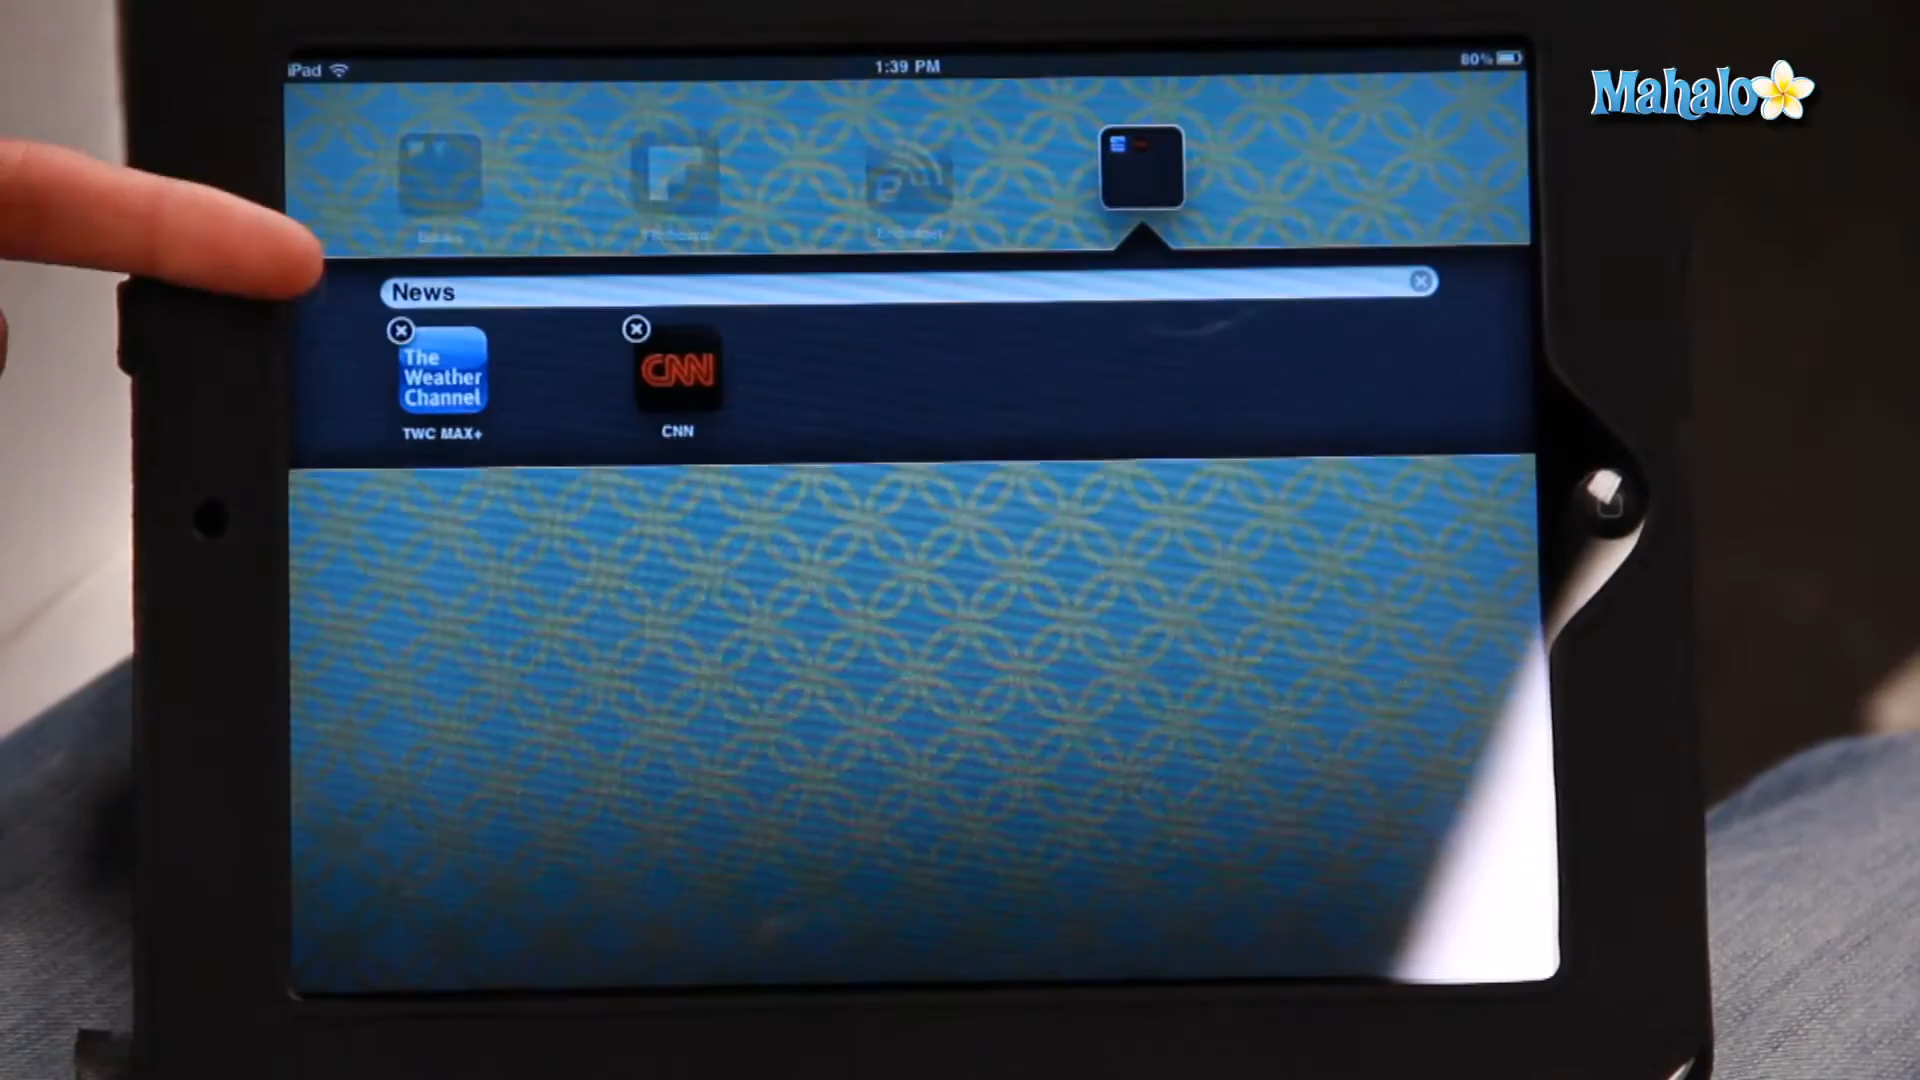 iPad
1:39 PM
80%
Mahalo
News
The
Weather
Channel
CNN
TWC MAX+
CNN